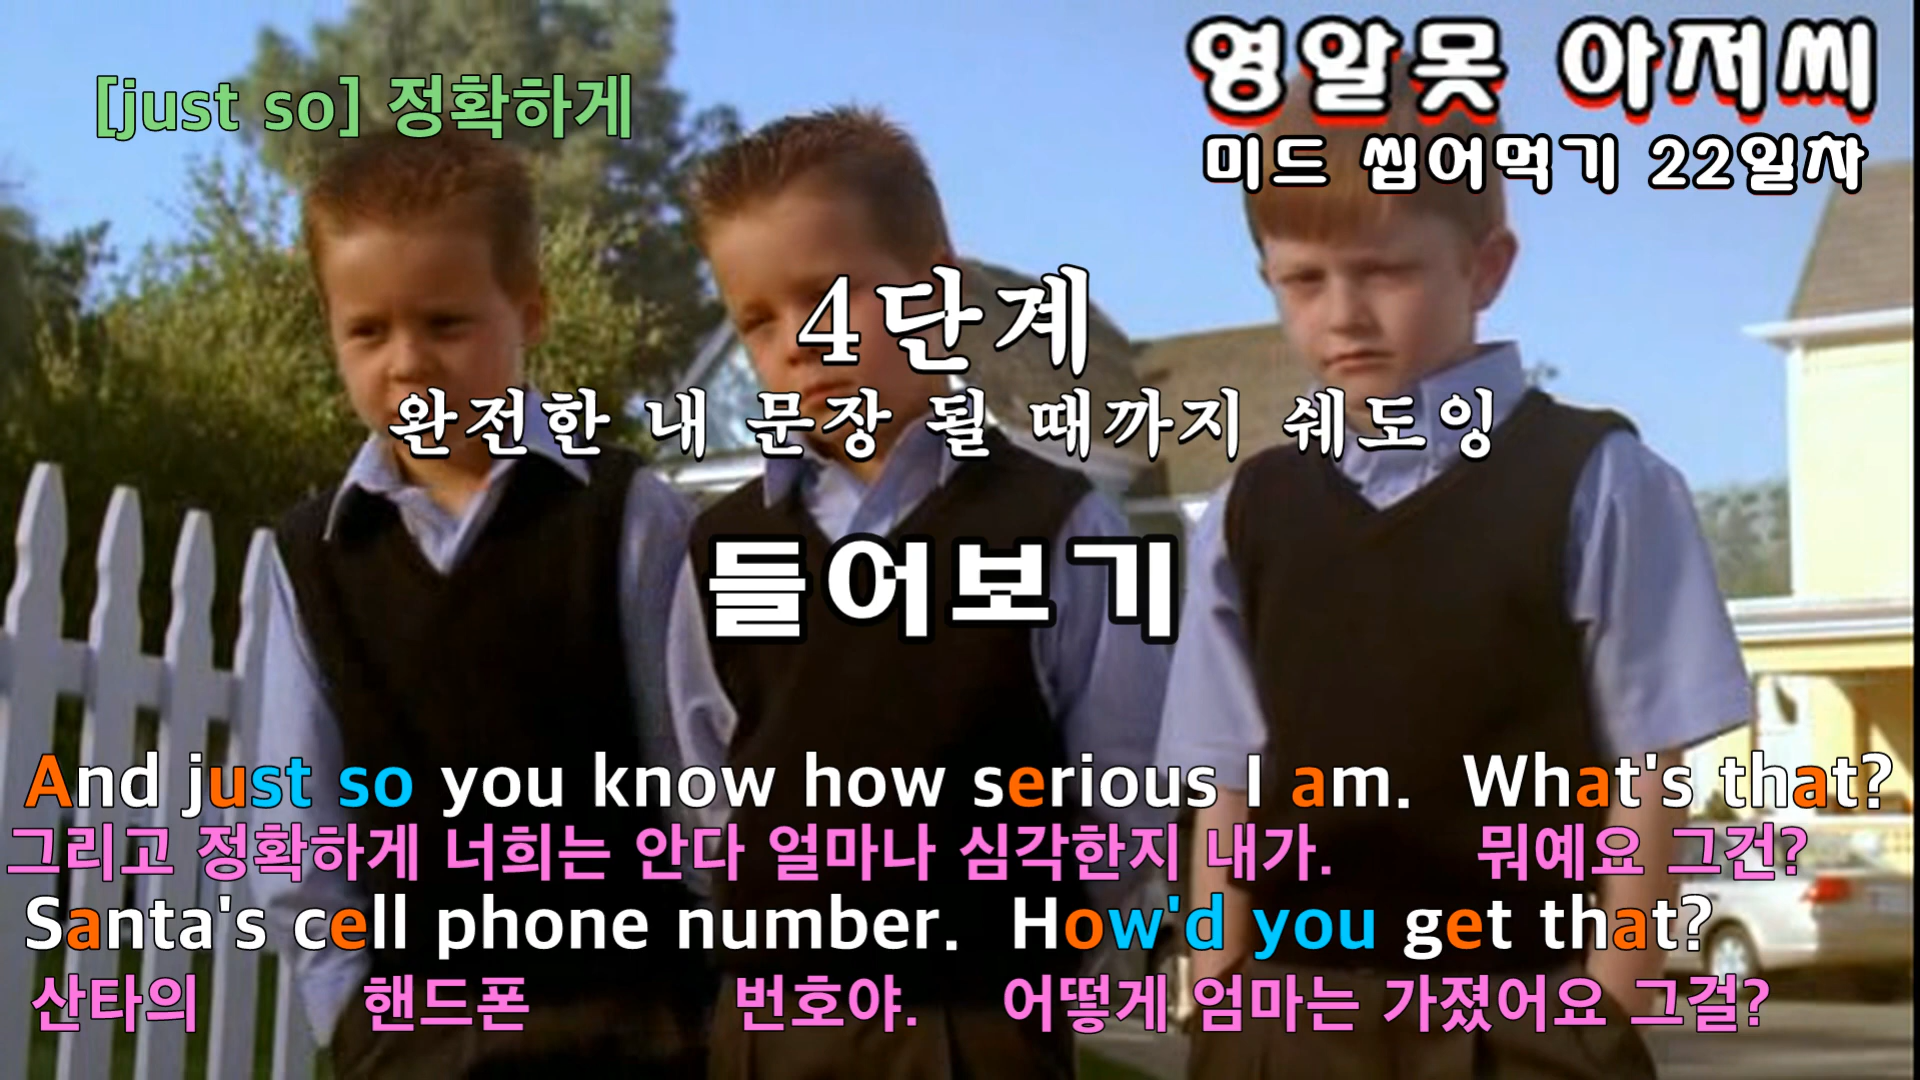 [just so] 정확하게
영알못 아저씨
미드 씹어먹기 22일차
4단계
완전한 내 문장 될 때까지 쉐도잉
들어보기
And just so you know how serious I am. What's that?
그리고 정확하게 너희는 안다 얼마나 심각한지 내가. 뭐예요 그건?
Santa's cell phone number. How'd you get that?
산타의 핸드폰 번호야. 어떻게 엄마는 가졌어요 그걸?